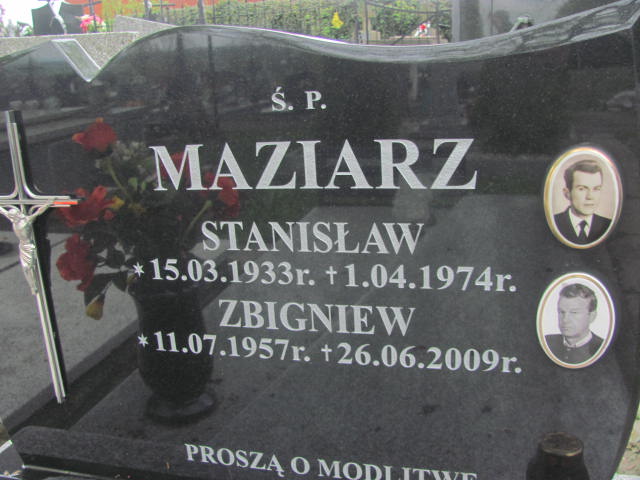 Ś. P.
MAZIARZ
STANISŁAW
* 15.03.1933r. † 1.04.1974r.
ZBIGNIEW
* 11.07.1957r. † 26.06.2009r.
PROSZĄ O MODLITWĘ